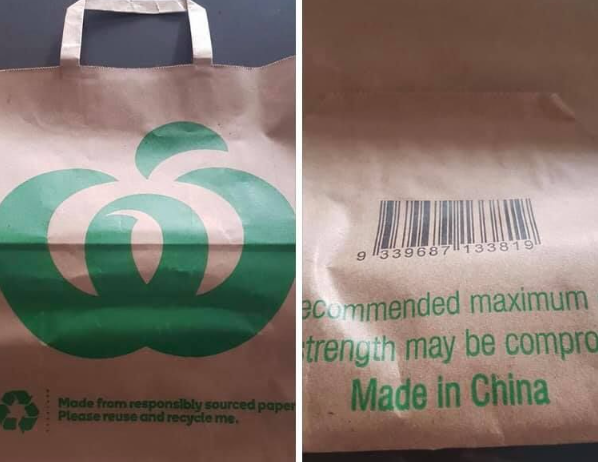 Made from responsibly sourced paper
Please reuse and recycle me.
9 339687 133819
ecommended maximum
trength may be compro
Made in China